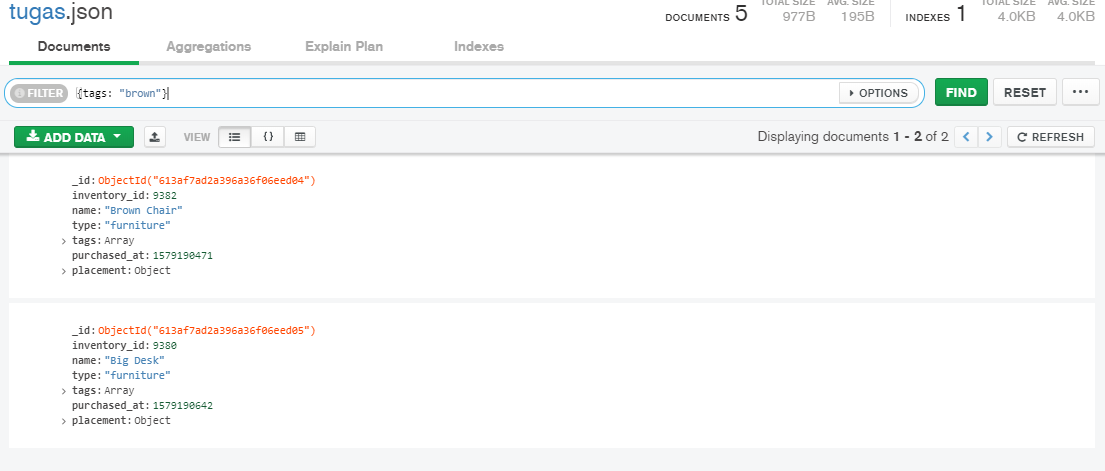 tugas.json
DOCUMENTS 5 TOTAL SIZE 977B AVG. SIZE 195B INDEXES 1 TOTAL SIZE 4.0KB AVG. SIZE 4.0KB
Documents Aggregations Explain Plan Indexes
FILTER {tags: "brown"} OPTIONS FIND RESET ...
ADD DATA VIEW {} Displaying documents 1 - 2 of 2 < > REFRESH
_id: ObjectId("613af7ad2a396a36f06eed04")
inventory_id: 9382
name: "Brown Chair"
type: "furniture"
> tags: Array
purchased_at: 1579190471
> placement: Object
_id: ObjectId("613af7ad2a396a36f06eed05")
inventory_id: 9380
name: "Big Desk"
type: "furniture"
> tags: Array
purchased_at: 1579190642
> placement: Object